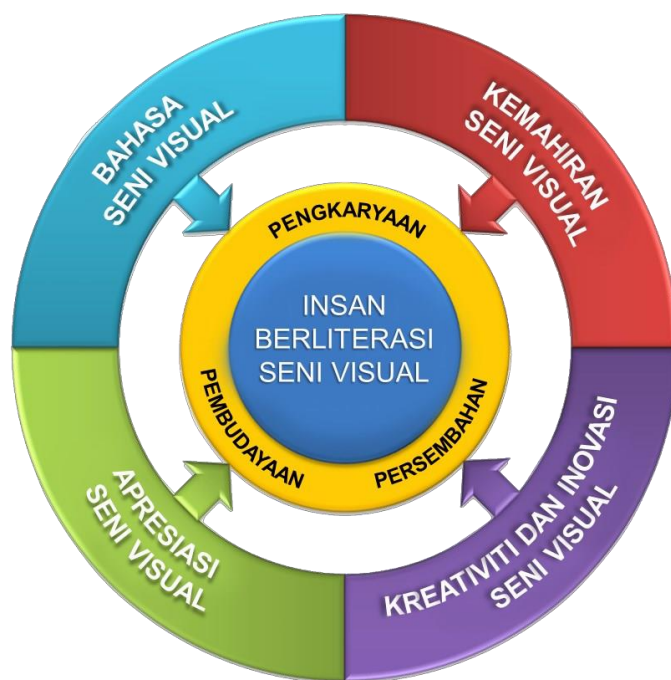 BAHASA
SENI VISUAL
KEMAHIRAN
SENI VISUAL
PENGKARYAAN
INSAN
BERLITERASI
SENI VISUAL
PEMBUDAYAAN
PERSEMBAHAN
APRESIASI
SENI VISUAL
KREATIVITI DAN INOVASI
SENI VISUAL